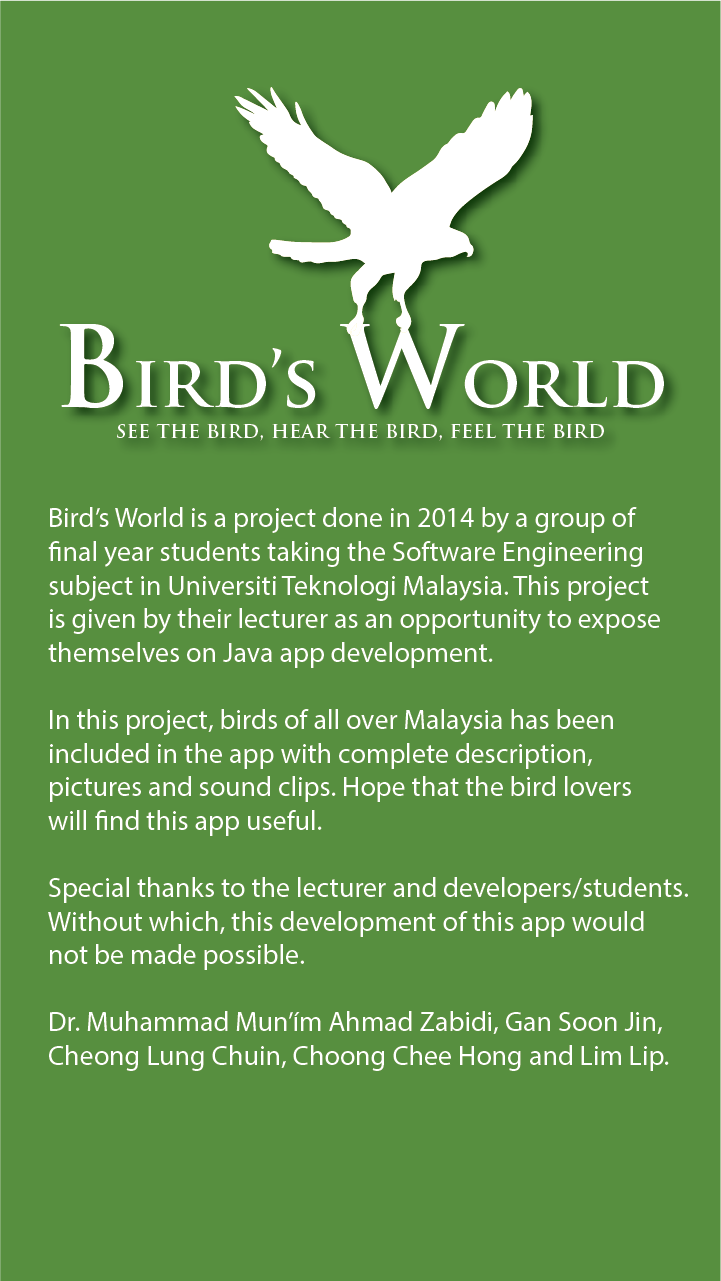 BIRD’S WORLD
SEE THE BIRD, HEAR THE BIRD, FEEL THE BIRD
Bird’s World is a project done in 2014 by a group of
final year students taking the Software Engineering
subject in Universiti Teknologi Malaysia. This project
is given by their lecturer as an opportunity to expose
themselves on Java app development.
In this project, birds of all over Malaysia has been
included in the app with complete description,
pictures and sound clips. Hope that the bird lovers
will find this app useful.
Special thanks to the lecturer and developers/students.
Without which, this development of this app would
not be made possible.
Dr. Muhammad Mun’ím Ahmad Zabidi, Gan Soon Jin,
Cheong Lung Chuin, Choong Chee Hong and Lim Lip.